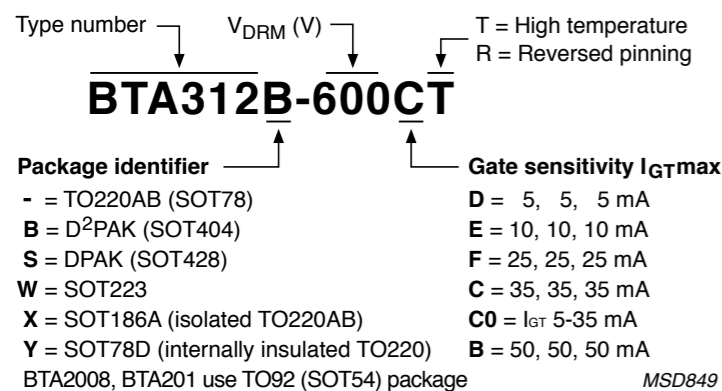 Type number
VDRM (V)
T = High temperature
R = Reversed pinning
BTA312B-600CT
Package identifier
- = TO220AB (SOT78)
B = D2PAK (SOT404)
S = DPAK (SOT428)
W = SOT223
X = SOT186A (isolated TO220AB)
Y = SOT78D (internally insulated TO220)
BTA2008, BTA201 use TO92 (SOT54) package
Gate sensitivity IGTmax
D = 5, 5, 5 mA
E = 10, 10, 10 mA
F = 25, 25, 25 mA
C = 35, 35, 35 mA
C0 = IGT 5-35 mA
B = 50, 50, 50 mA
MSD849